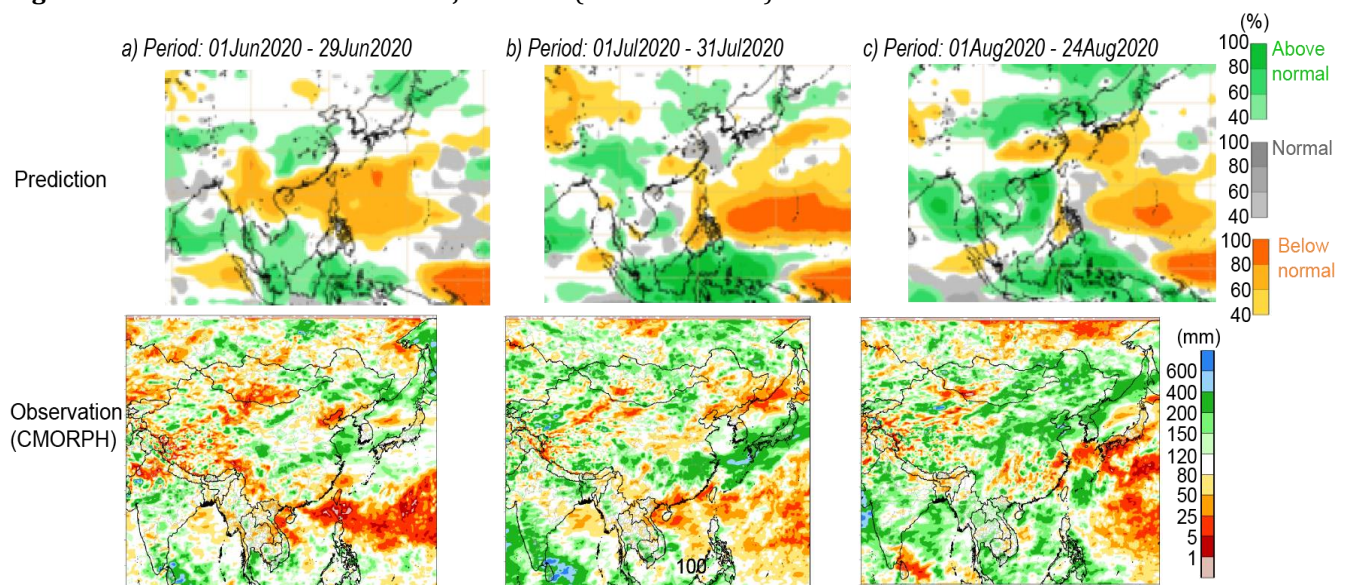 a) Period: 01Jun2020 - 29Jun2020
b) Period: 01Jul2020 - 31Jul2020
c) Period: 01Aug2020 - 24Aug2020
(%)
100
80
60
40
Above
normal
100
80
60
40
Normal
100
80
60
40
Below
normal
Prediction
Observation
(CMORPH)
(mm)
600
400
200
150
120
80
50
25
5
1
100